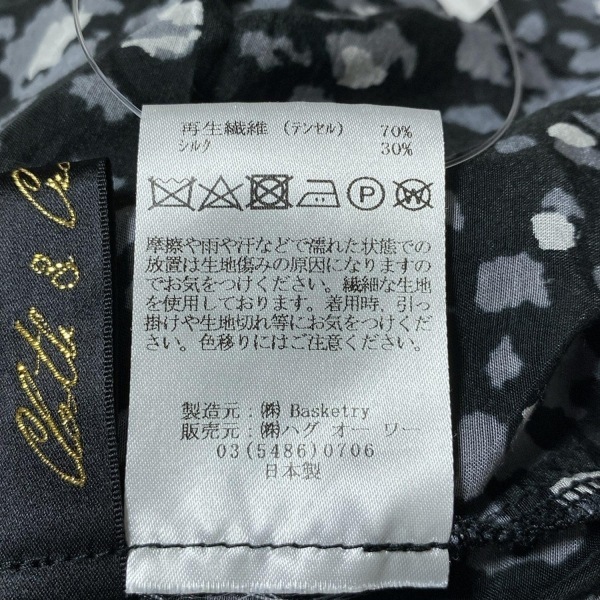 再生繊維 (テンセル) 70%
シルク 30%
P
W
摩擦や雨や汗などで濡れた状態での
放置は生地傷みの原因になりますの
でお気をつけください。繊細な生地
を使用しております。着用時、引っ
掛けや生地切れ等にお気をつけくだ
さい。色移りにはご注意ください。
製造元：㈱ Basketry
販売元：㈱ハグ オー ワー
03(5486)0706
日本製